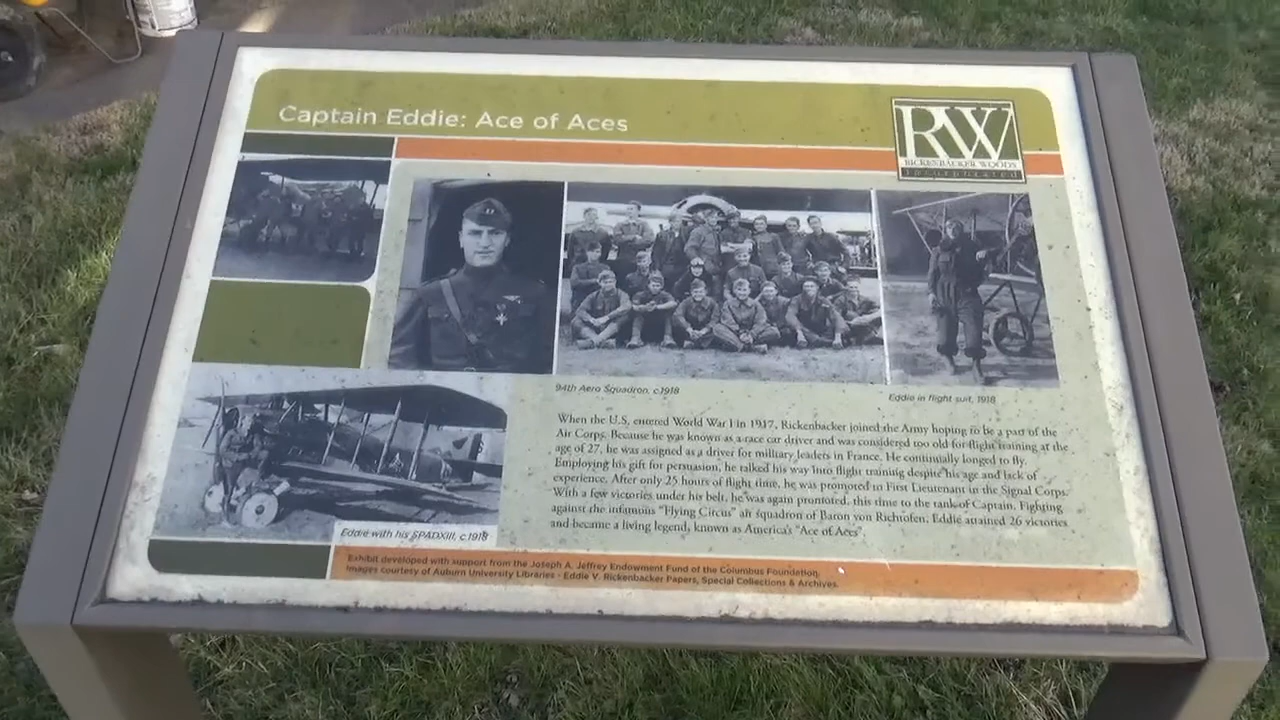 Captain Eddie: Ace of Aces
RW
RICKENBACKER WOODS
Incorporated
94th Aero Squadron, c.1918
Eddie in flight suit, 1918
When the U.S. entered World War I in 1917, Rickenbacker joined the Army hoping to be a part of the
Air Corps. Because he was known as a race car driver and was considered too old for flight training at the
age of 27, he was assigned as a driver for military leaders in France. He continually longed to fly.
Employing his gift for persuasion, he talked his way into flight training despite his age and lack of
experience. After only 25 hours of flight time, he was promoted to First Lieutenant in the Signal Corps.
With a few victories under his belt, he was again promoted, this time to the rank of Captain. Fighting
against the infamous "Flying Circus" air squadron of Baron von Richtofen, Eddie attained 26 victories
and became a living legend, known as America's "Ace of Aces".
Eddie with his SPADXIII, c.1918
Exhibit developed with support from the Joseph A. Jeffrey Endowment Fund of the Columbus Foundation.
Images courtesy of Auburn University Libraries - Eddie V. Rickenbacker Papers, Special Collections & Archives.